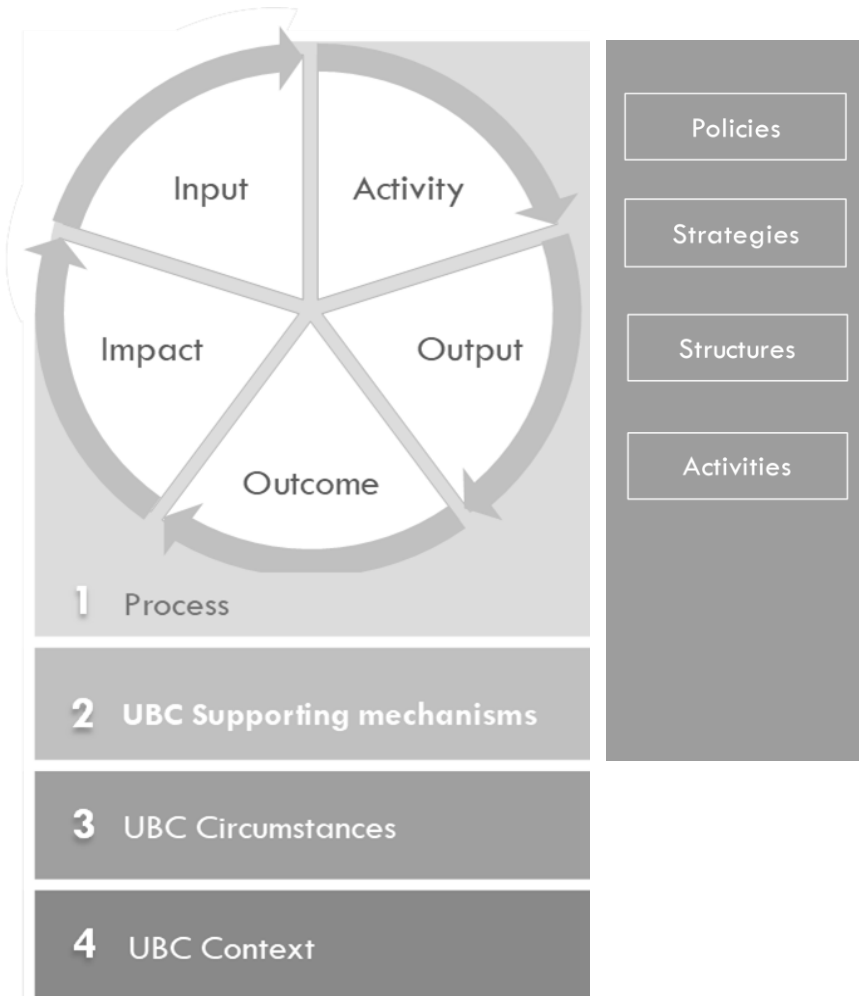 Input
Activity
Impact
Output
Outcome
1 Process
2 UBC Supporting mechanisms
3 UBC Circumstances
4 UBC Context
Policies
Strategies
Structures
Activities